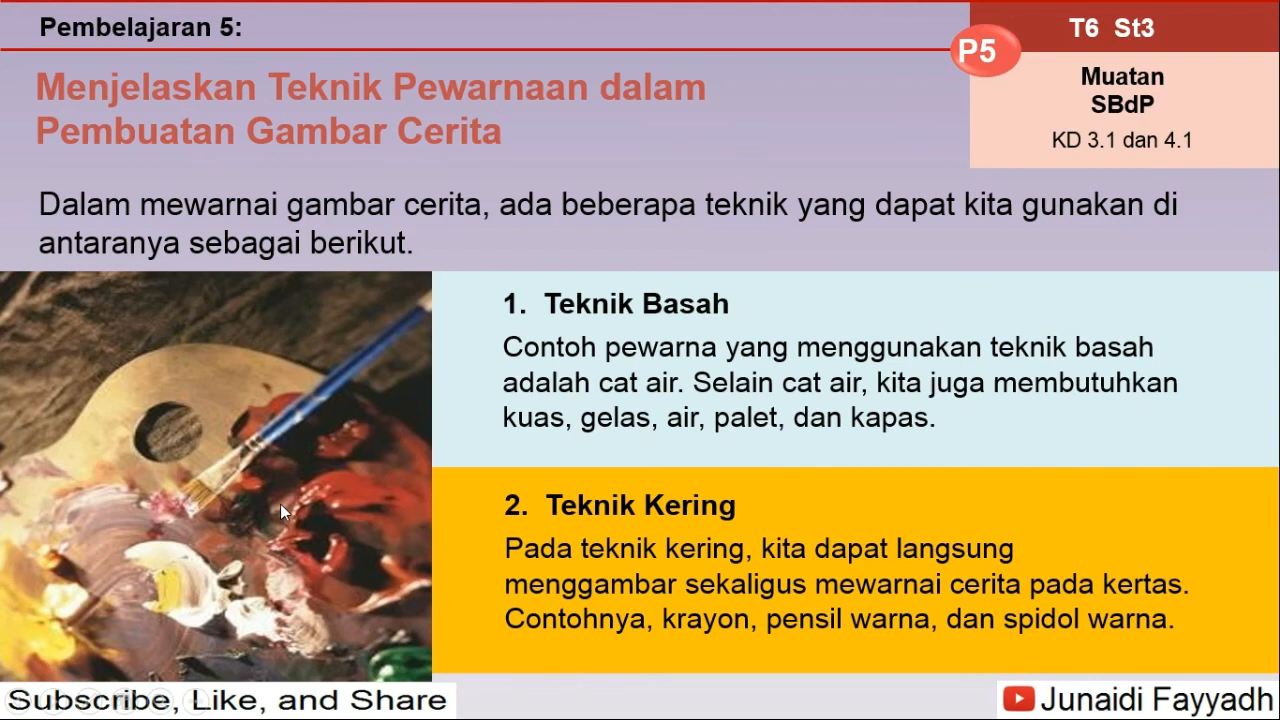 Pembelajaran 5:
T6 St3
P5
Muatan
SBdP
KD 3.1 dan 4.1
Menjelaskan Teknik Pewarnaan dalam
Pembuatan Gambar Cerita
Dalam mewarnai gambar cerita, ada beberapa teknik yang dapat kita gunakan di
antaranya sebagai berikut.
1. Teknik Basah
Contoh pewarna yang menggunakan teknik basah
adalah cat air. Selain cat air, kita juga membutuhkan
kuas, gelas, air, palet, dan kapas.
2. Teknik Kering
Pada teknik kering, kita dapat langsung
menggambar sekaligus mewarnai cerita pada kertas.
Contohnya, krayon, pensil warna, dan spidol warna.
Subscribe, Like, and Share
Junaidi Fayyadh